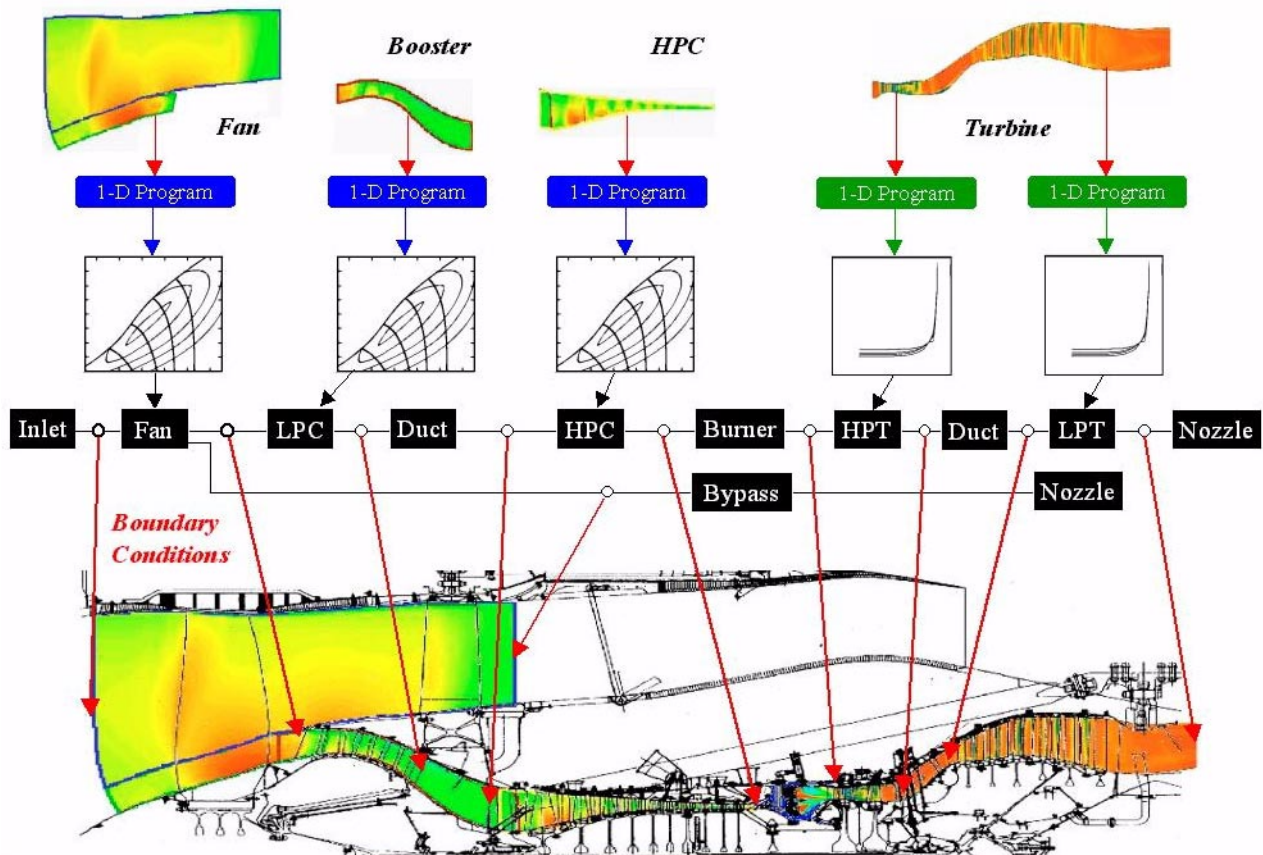 Booster
HPC
Fan
Turbine
1-D Program
1-D Program
1-D Program
1-D Program
1-D Program
Inlet
Fan
LPC
Duct
HPC
Burner
HPT
Duct
LPT
Nozzle
Bypass
Nozzle
Boundary
Conditions